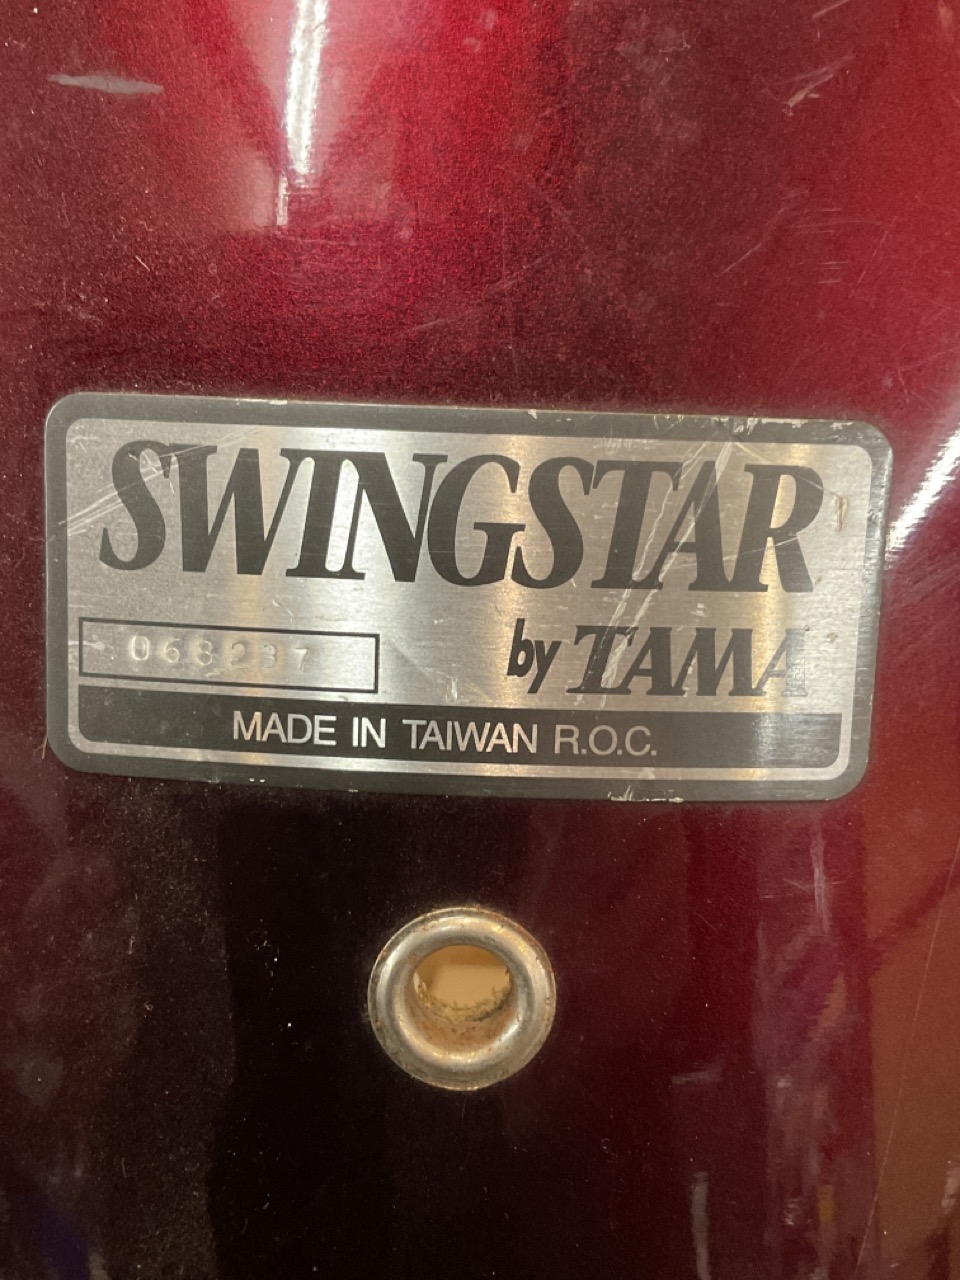 SWINGSTAR
068237
by TAMA
MADE IN TAIWAN R.O.C.